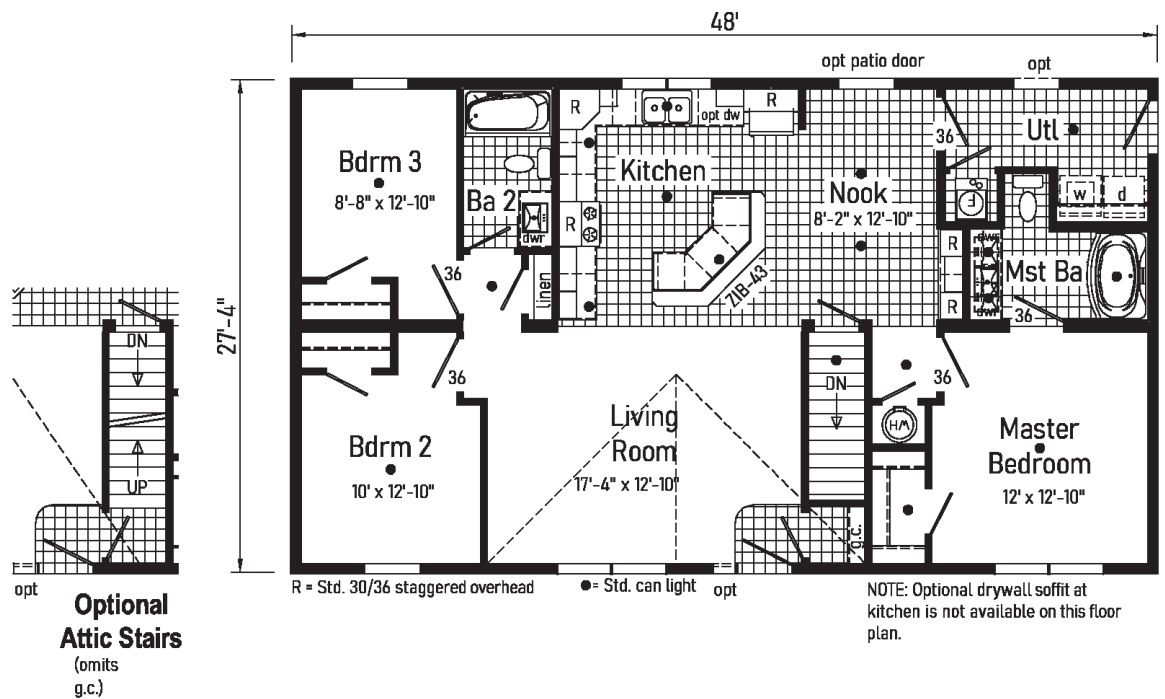 48'
opt patio door
opt
R
R
opt dw
36
Utl
Bdrm 3
8'-8" x 12'-10"
Kitchen
Nook
8'-2" x 12'-10"
Ba 2
F
w
d
R
dwr
R
dwr
Mst Ba
36
linen
ZIB-43
R
dwr
36
27'-4"
DN
36
DN
36
Living
Room
17'-4" x 12'-10"
W/H
Master
Bedroom
12' x 12'-10"
Bdrm 2
10' x 12'-10"
UP
g.c.
opt
R = Std. 30/36 staggered overhead
= Std. can light
opt
NOTE: Optional drywall soffit at
kitchen is not available on this floor
plan.
Optional
Attic Stairs
(omits
g.c.)